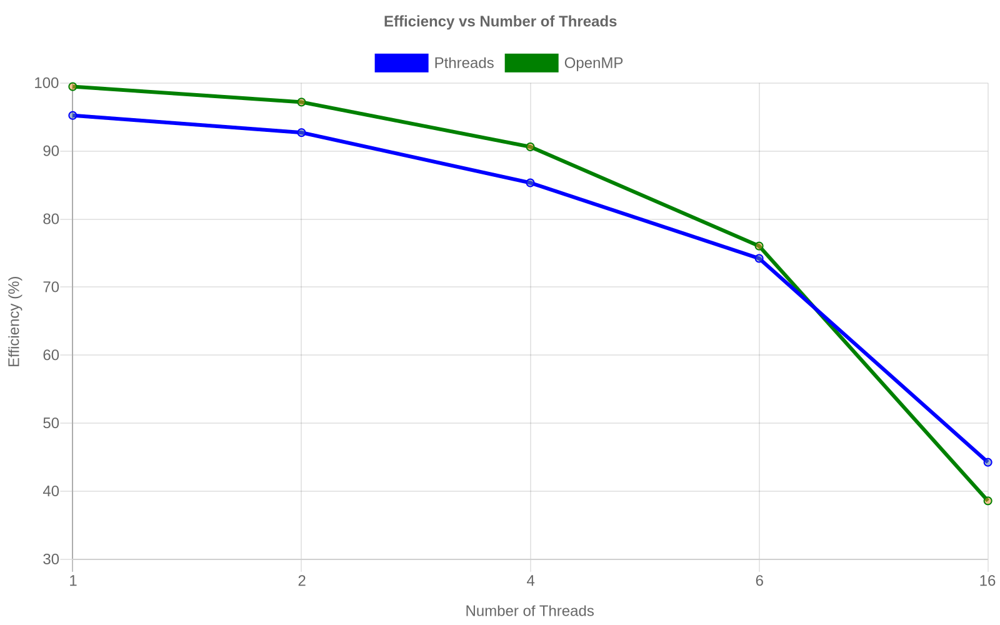 Efficiency vs Number of Threads
Pthreads OpenMP
100
90
80
70
60
50
40
30
Efficiency (%)
1 2 4 6 16
Number of Threads